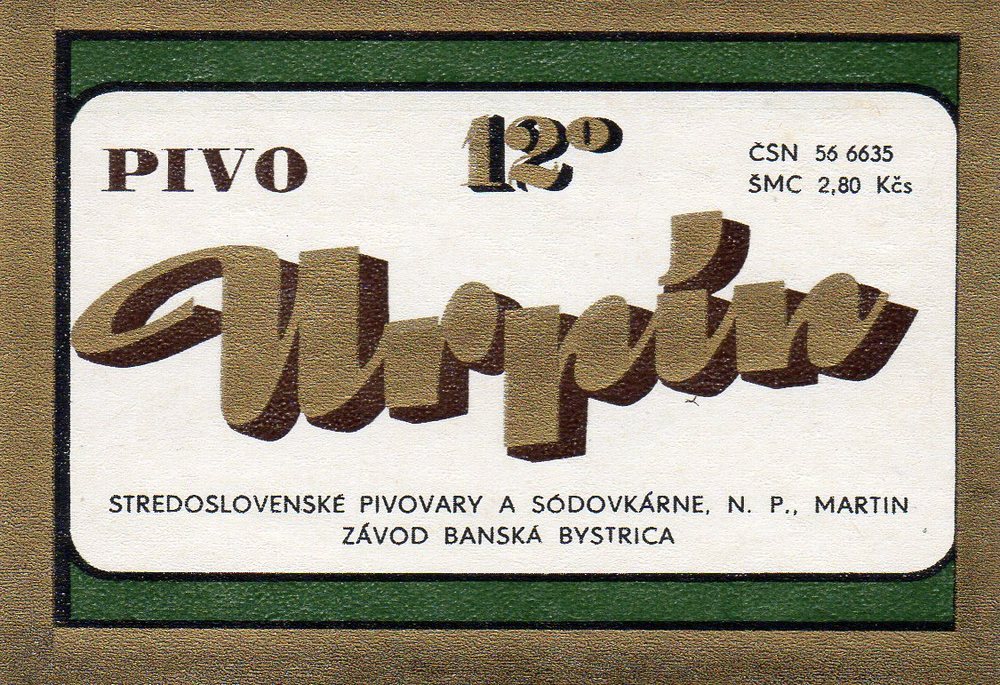 PIVO
12°
ČSN 56 6635
ŠMC 2,80 Kčs
Urpín
STREDOSLOVENSKÉ PIVOVARY A SÓDOVKÁRNE, N. P., MARTIN
ZÁVOD BANSKÁ BYSTRICA